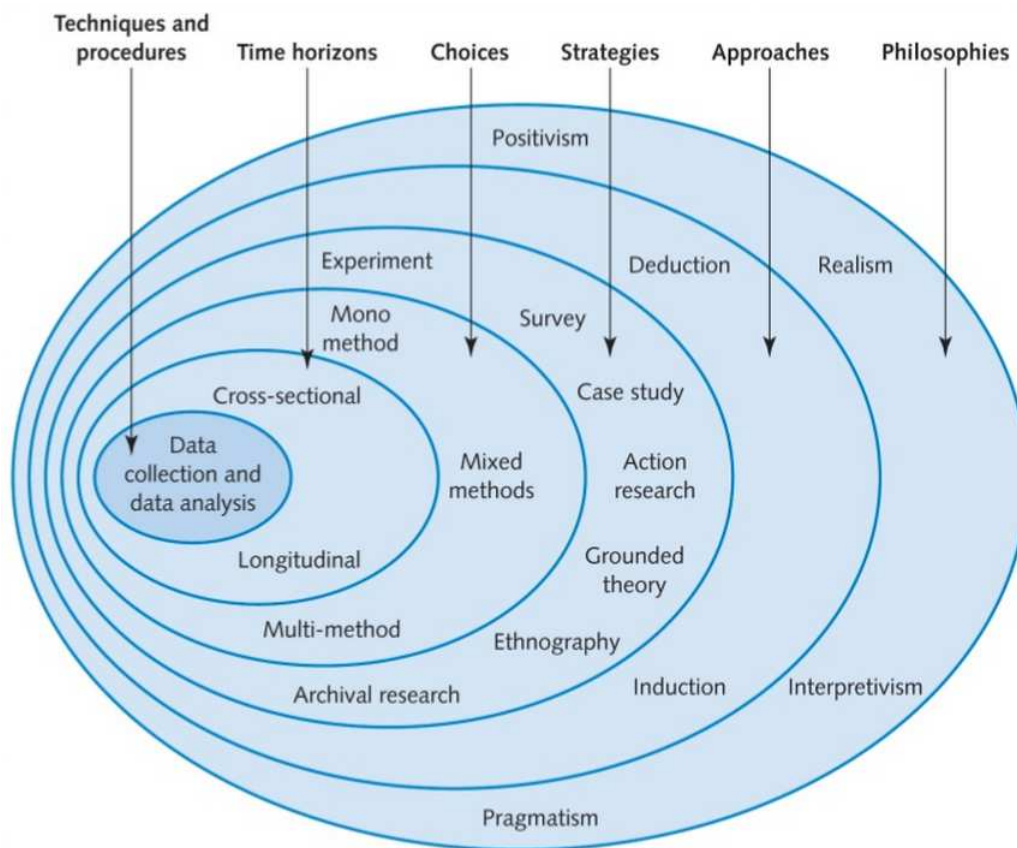 Techniques and
procedures
Time horizons
Choices
Strategies
Approaches
Philosophies
Positivism
Experiment
Deduction
Realism
Mono
method
Survey
Cross-sectional
Case study
Data
collection and
data analysis
Mixed
methods
Action
research
Longitudinal
Grounded
theory
Multi-method
Ethnography
Archival research
Induction
Interpretivism
Pragmatism